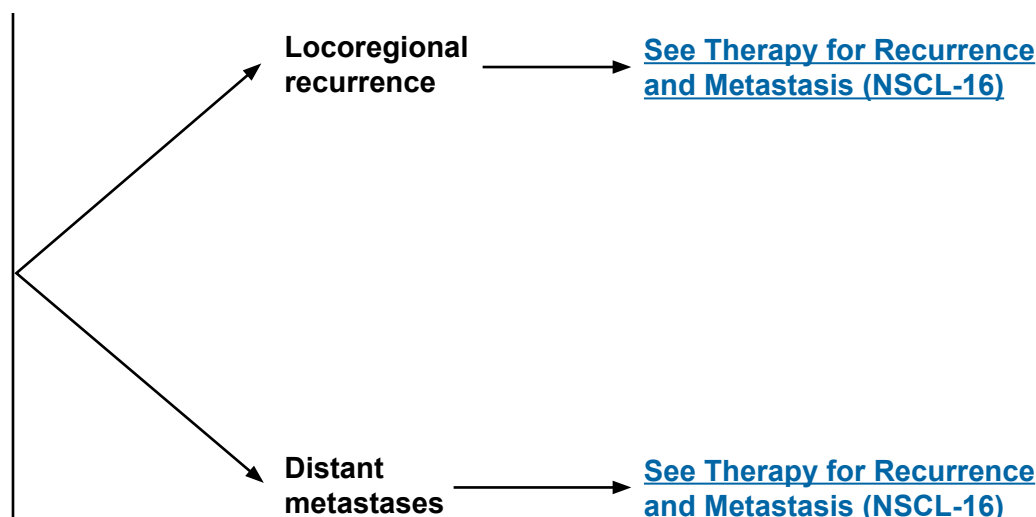 Locoregional
recurrence
See Therapy for Recurrence
and Metastasis (NSCL-16)
Distant
metastases
See Therapy for Recurrence
and Metastasis (NSCL-16)